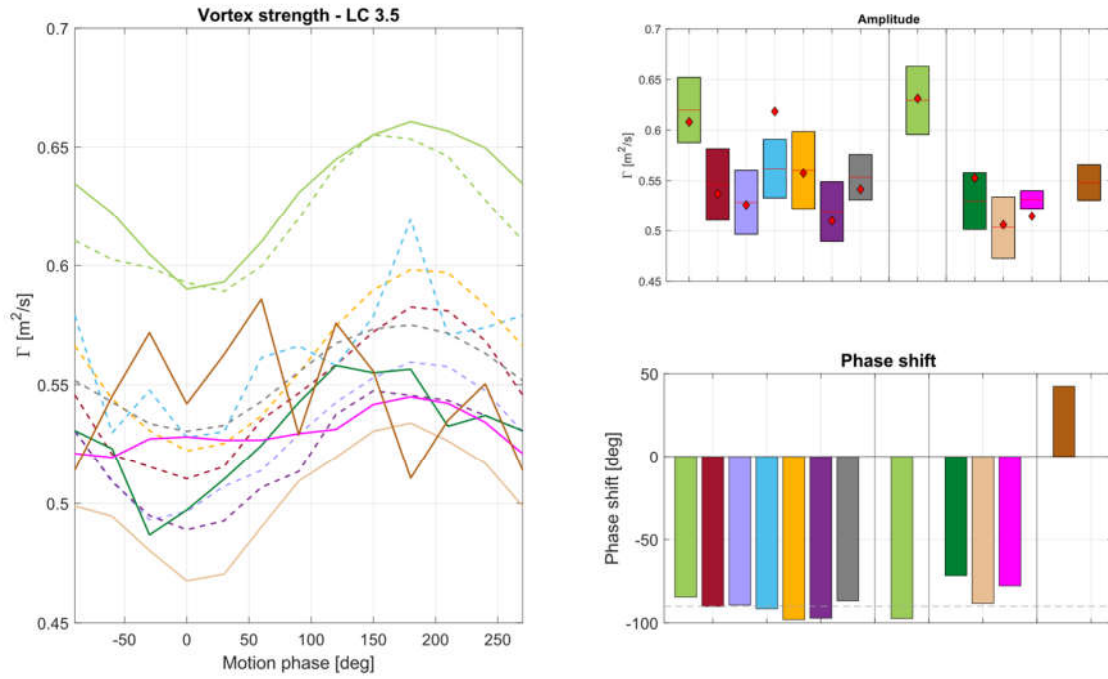 Vortex strength - LC 3.5
0.7
0.65
0.6
0.55
0.5
0.45
Γ [m²/s]
-50 0 50 100 150 200 250
Motion phase [deg]
Amplitude
0.7
0.65
0.6
0.55
0.5
0.45
Γ [m²/s]
Phase shift
50
0
-50
-100
Phase shift [deg]